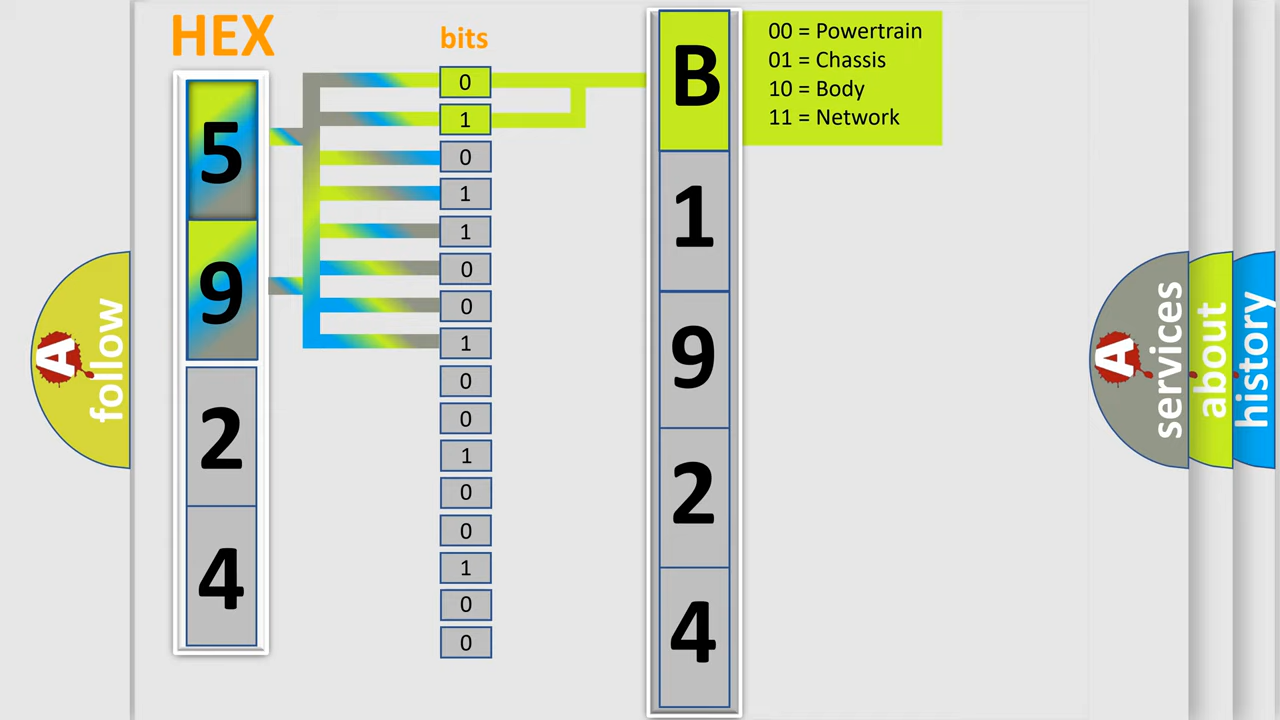 HEX
bits
5
9
2
4
0
1
0
1
1
0
0
1
0
0
1
0
0
1
0
0
B
1
9
2
4
00 = Powertrain
01 = Chassis
10 = Body
11 = Network
A
follow
A
services
about
history